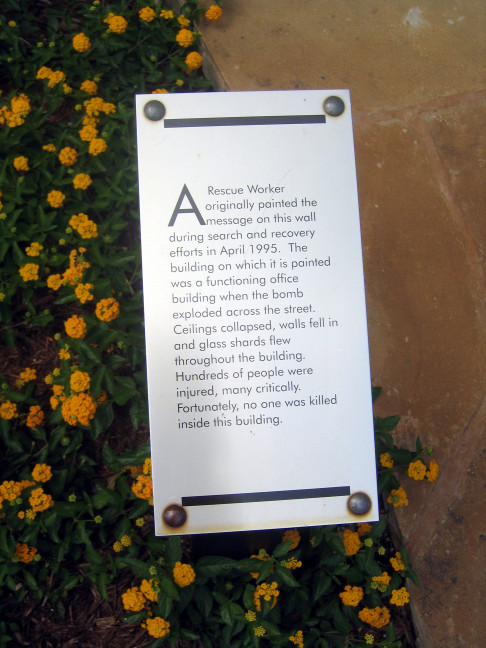 A Rescue Worker
originally painted the
message on this wall
during search and recovery
efforts in April 1995. The
building on which it is painted
was a functioning office
building when the bomb
exploded across the street.
Ceilings collapsed, walls fell in
and glass shards flew
throughout the building.
Hundreds of people were
injured, many critically.
Fortunately, no one was killed
inside this building.